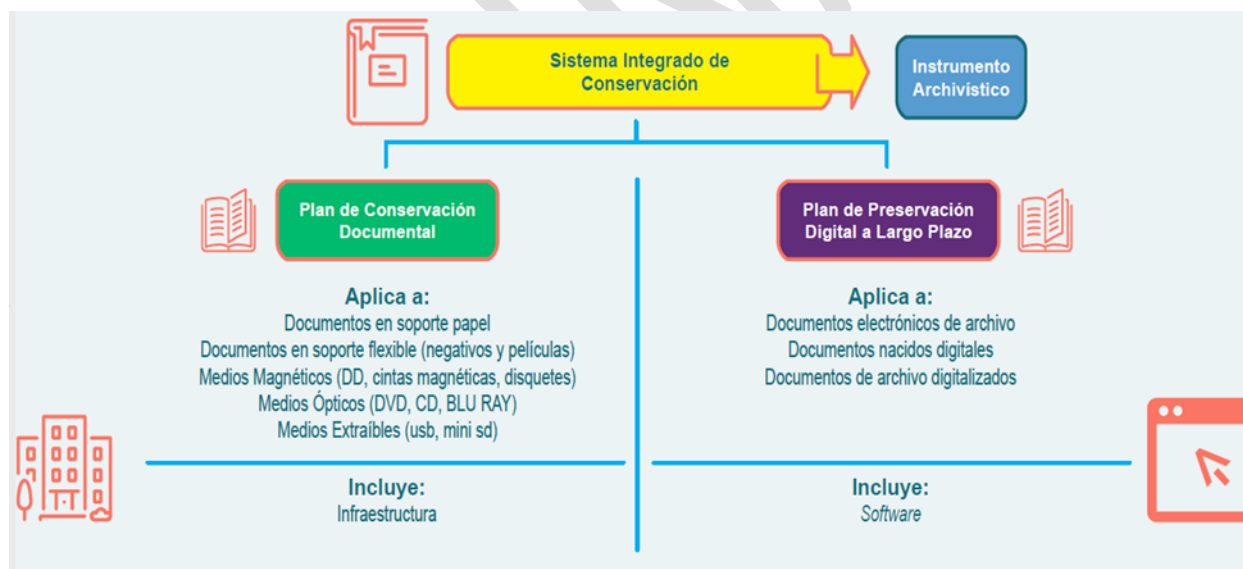 Sistema Integrado de
Conservación
Instrumento
Archivístico
Plan de Conservación
Documental
Aplica a:
Documentos en soporte papel
Documentos en soporte flexible (negativos y películas)
Medios Magnéticos (DD, cintas magnéticas, disquetes)
Medios Ópticos (DVD, CD, BLU RAY)
Medios Extraíbles (usb, mini sd)
Incluye:
Infraestructura
Plan de Preservación
Digital a Largo Plazo
Aplica a:
Documentos electrónicos de archivo
Documentos nacidos digitales
Documentos de archivo digitalizados
Incluye:
Software